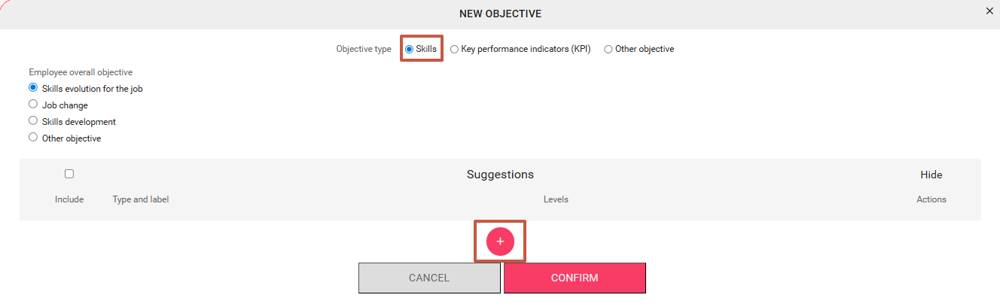 NEW OBJECTIVE
Objective type Skills Key performance indicators (KPI) Other objective
Employee overall objective
Skills evolution for the job
Job change
Skills development
Other objective
Suggestions Hide
Include Type and label Levels Actions
+
CANCEL CONFIRM